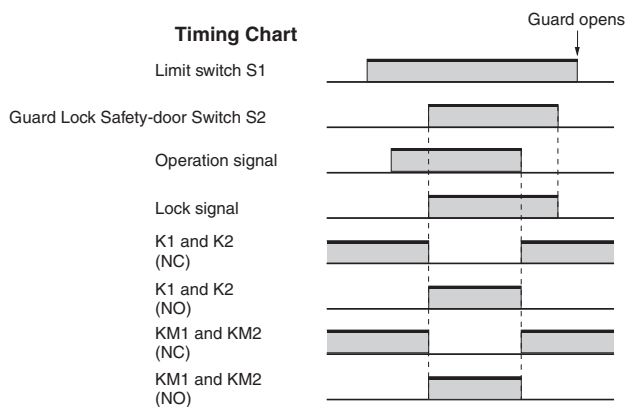 Guard opens
Timing Chart
Limit switch S1
Guard Lock Safety-door Switch S2
Operation signal
Lock signal
K1 and K2
(NC)
K1 and K2
(NO)
KM1 and KM2
(NC)
KM1 and KM2
(NO)